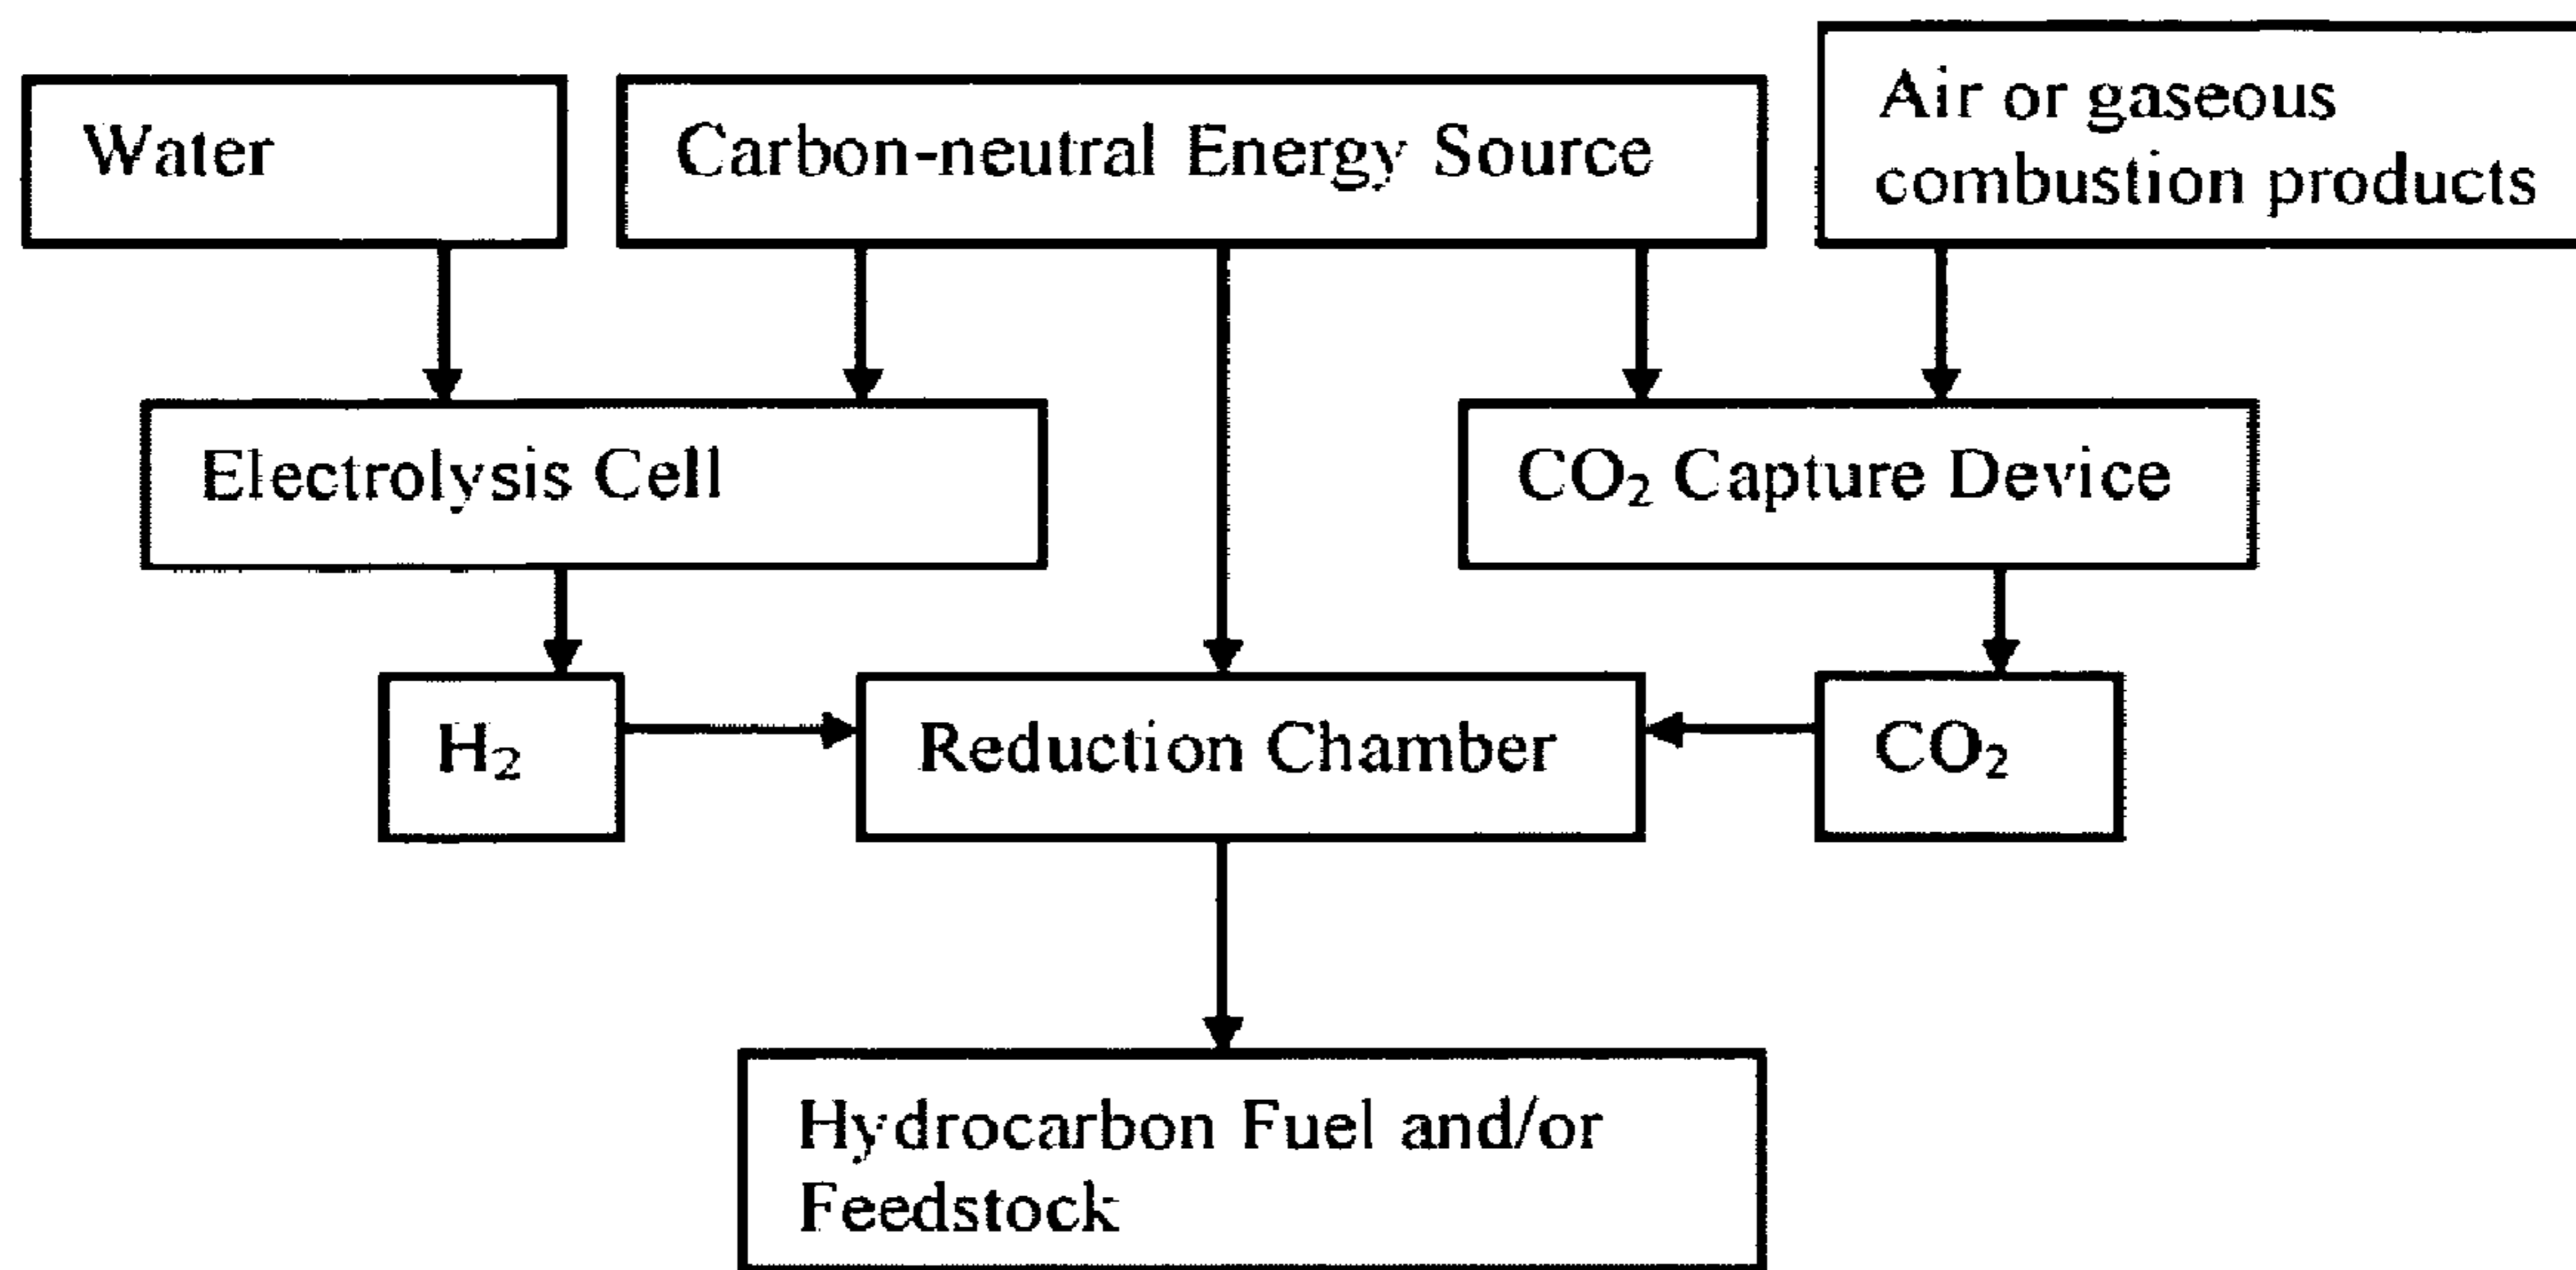 Water
Carbon-neutral Energy Source
Air or gaseous
combustion products
Electrolysis Cell
CO₂ Capture Device
H₂
Reduction Chamber
CO₂
Hydrocarbon Fuel and/or
Feedstock